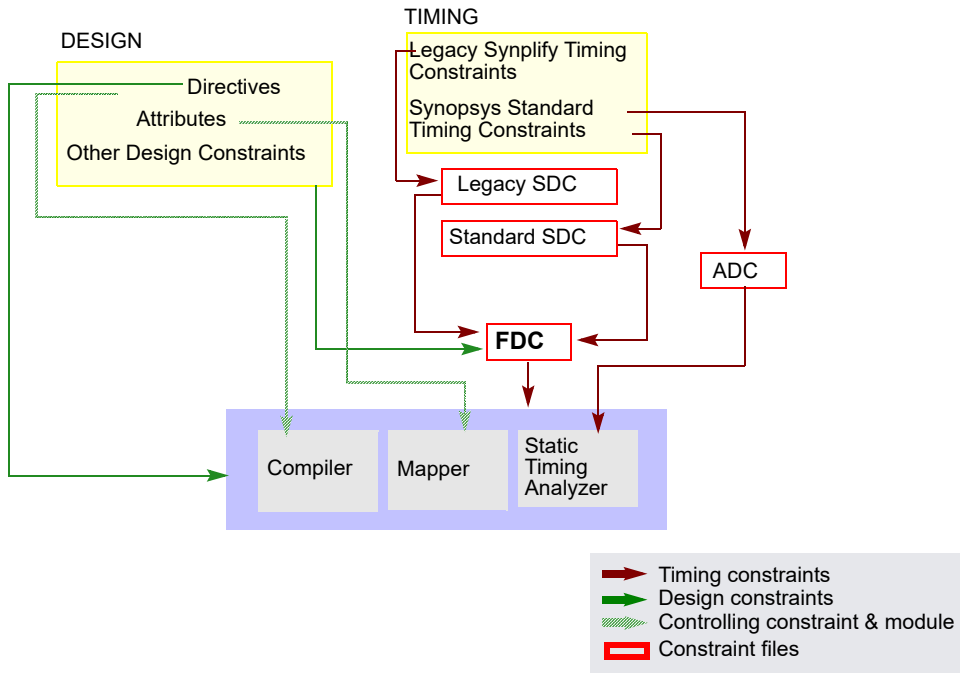 TIMING
DESIGN
Legacy Synplify Timing
Constraints
Synopsys Standard
Timing Constraints
Directives
Attributes
Other Design Constraints
Legacy SDC
Standard SDC
ADC
FDC
Compiler
Mapper
Static
Timing
Analyzer
Timing constraints
Design constraints
Controlling constraint & module
Constraint files